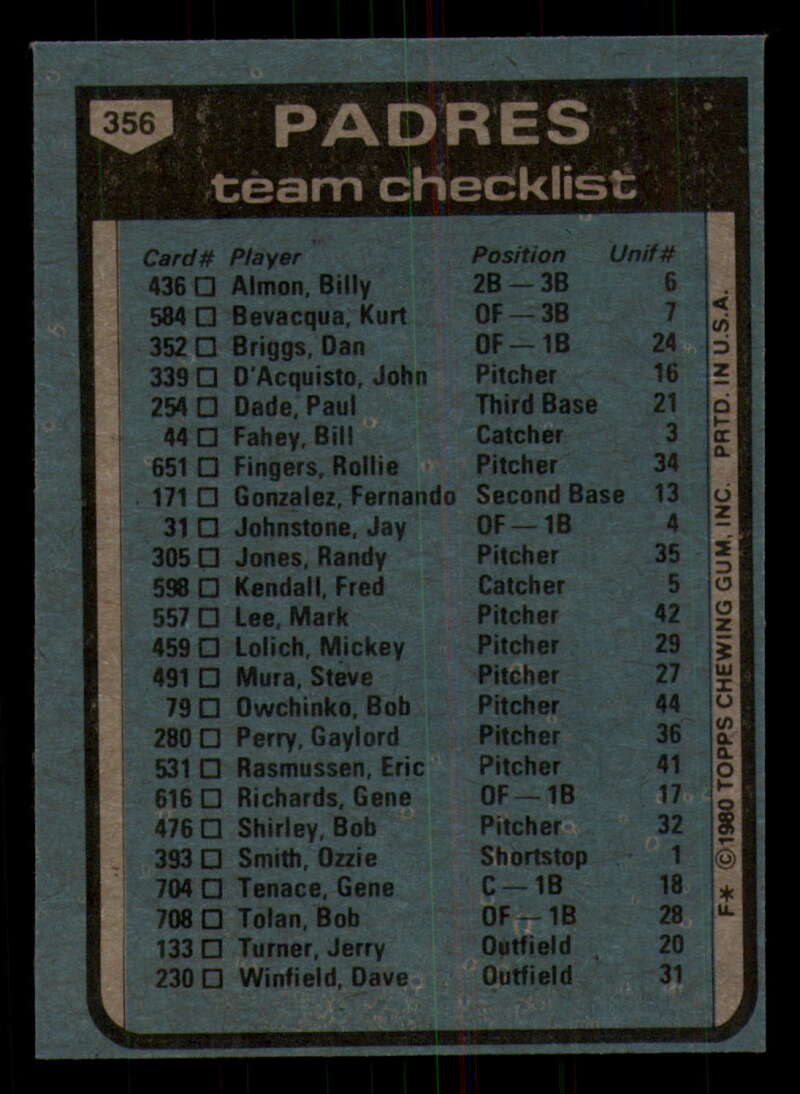 356
PADRES
team checklist
Card# Player Position Unif#
436 □ Almon, Billy 2B — 3B 6
584 □ Bevacqua, Kurt OF — 3B 7
352 □ Briggs, Dan OF — 1B 24
339 □ D'Acquisto, John Pitcher 16
254 □ Dade, Paul Third Base 21
44 □ Fahey, Bill Catcher 3
651 □ Fingers, Rollie Pitcher 34
171 □ Gonzalez, Fernando Second Base 13
31 □ Johnstone, Jay OF — 1B 4
305 □ Jones, Randy Pitcher 35
598 □ Kendall, Fred Catcher 5
557 □ Lee, Mark Pitcher 42
459 □ Lolich, Mickey Pitcher 29
491 □ Mura, Steve Pitcher 27
79 □ Owchinko, Bob Pitcher 44
280 □ Perry, Gaylord Pitcher 36
531 □ Rasmussen, Eric Pitcher 41
616 □ Richards, Gene OF — 1B 17
476 □ Shirley, Bob Pitcher 32
393 □ Smith, Ozzie Shortstop 1
704 □ Tenace, Gene C — 1B 18
708 □ Tolan, Bob OF — 1B 28
133 □ Turner, Jerry Outfield 20
230 □ Winfield, Dave Outfield 31
F* ©1980 TOPPS CHEWING GUM, INC. PRTD. IN U.S.A.